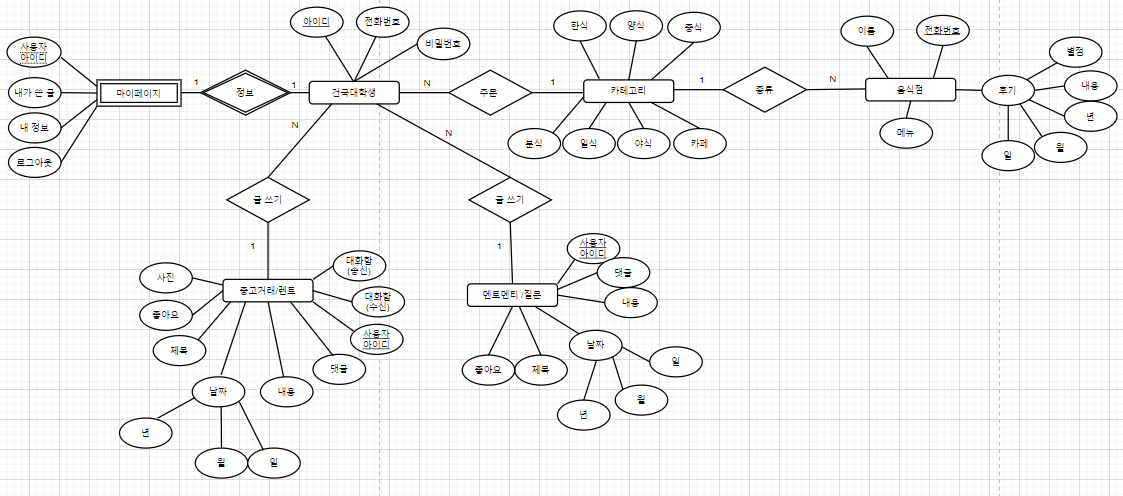 아이디
전화번호
비밀번호
한식
양식
중식
이름
전화번호
별점
사용자
아이디
내가 쓴 글
내 정보
로그아웃
마이페이지
1
정보
1
건국대학생
N
주문
1
카테고리
1
종류
N
음식점
후기
내용
년
월
일
메뉴
분식
일식
야식
카페
N
N
글 쓰기
글 쓰기
1
1
사진
좋아요
제목
중고거래/렌트
대화함
(송신)
대화함
(수신)
사용자
아이디
댓글
내용
날짜
년
월
일
멘토멘티 /질문
사용자
아이디
댓글
내용
좋아요
제목
날짜
일
월
년